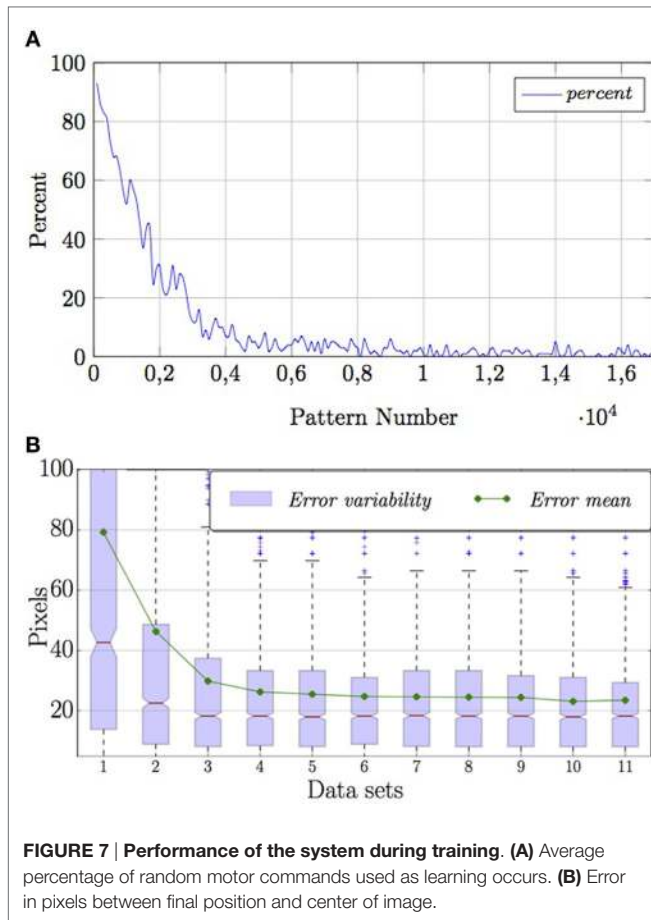 A
100
80
60
40
20
0
Percent
percent
0 0,2 0,4 0,6 0,8 1 1,2 1,4 1,6
Pattern Number
·10⁴
B
100
80
60
40
20
Pixels
Error variability Error mean
1 2 3 4 5 6 7 8 9 10 11
Data sets
FIGURE 7 | Performance of the system during training. (A) Average
percentage of random motor commands used as learning occurs. (B) Error
in pixels between final position and center of image.